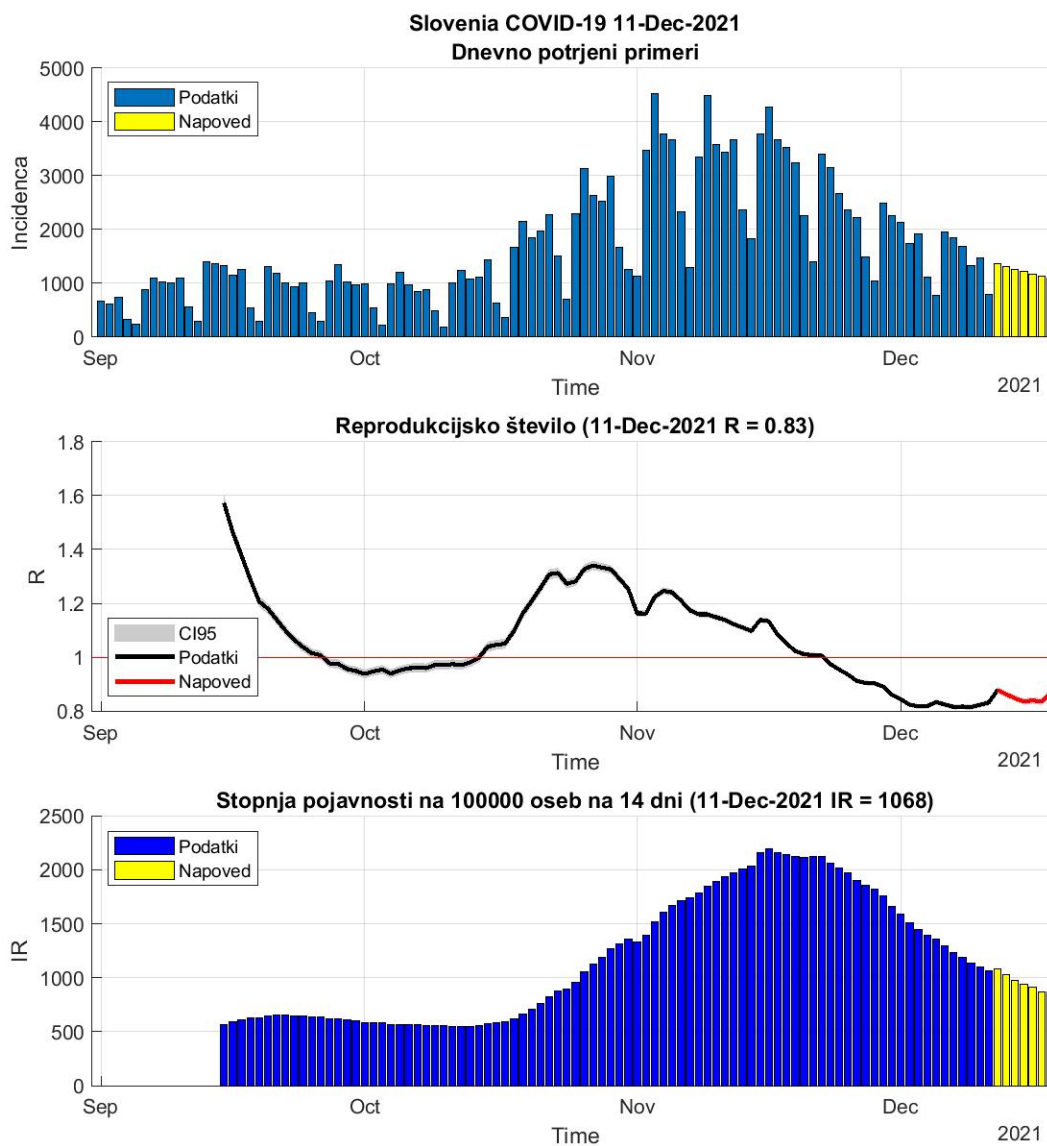 Slovenia COVID-19 11-Dec-2021
Dnevno potrjeni primeri
5000
4000
3000
2000
1000
0
Incidenca
Podatki
Napoved
Sep
Oct
Nov
Dec
Time
2021
Reprodukcijsko število (11-Dec-2021 R = 0.83)
1.8
1.6
1.4
1.2
1
0.8
R
CI95
Podatki
Napoved
Sep
Oct
Nov
Dec
Time
2021
Stopnja pojavnosti na 100000 oseb na 14 dni (11-Dec-2021 IR = 1068)
2500
2000
1500
1000
500
0
IR
Podatki
Napoved
Sep
Oct
Nov
Dec
Time
2021